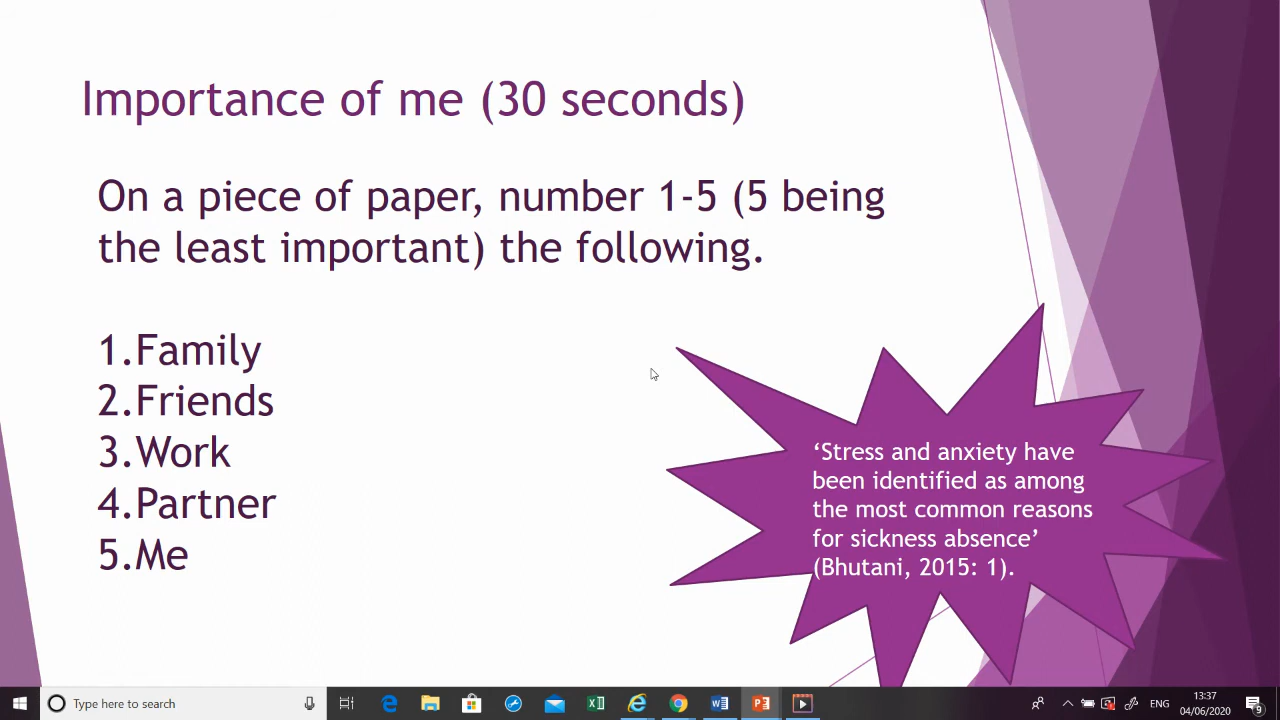 Importance of me (30 seconds)
On a piece of paper, number 1-5 (5 being
the least important) the following.
1.Family
2.Friends
3.Work
4.Partner
5.Me
‘Stress and anxiety have
been identified as among
the most common reasons
for sickness absence’
(Bhutani, 2015: 1).
Type here to search
ENG
13:37
04/06/2020
9